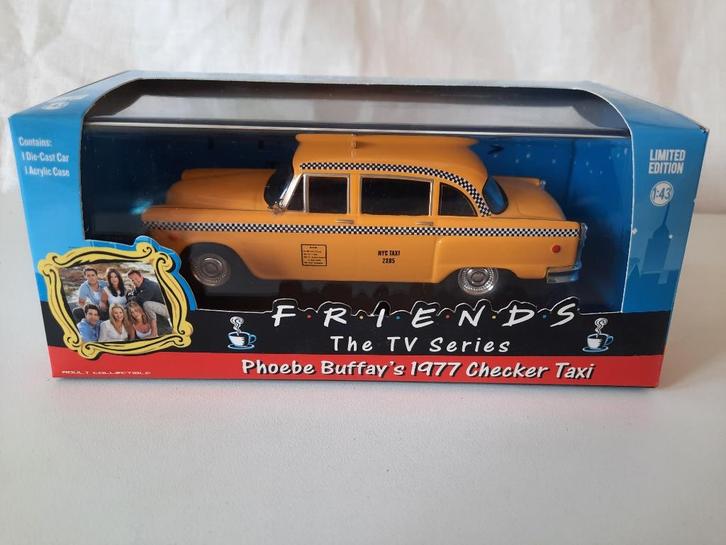 Contains:
1 Die-Cast Car
1 Acrylic Case
LIMITED
EDITION
1:43
NYC TAXI
2205
F•R•I•E•N•D•S
The TV Series
Phoebe Buffay's 1977 Checker Taxi
ADULT COLLECTIBLE